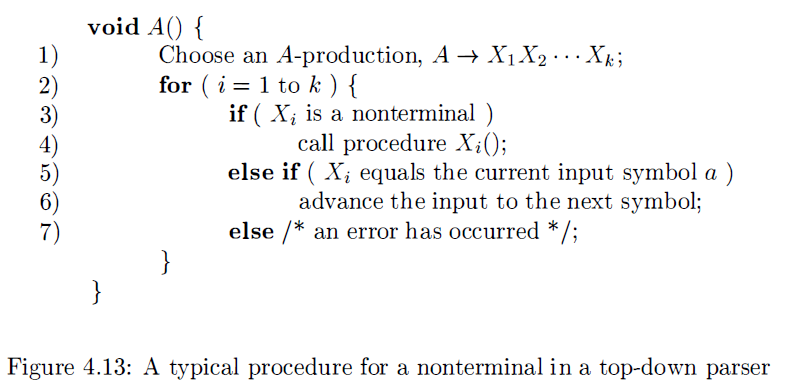 void A() {
1) Choose an A-production, A → X₁X₂ ⋯ Xₖ;
2) for ( i = 1 to k ) {
3) if ( Xᵢ is a nonterminal )
4) call procedure Xᵢ();
5) else if ( Xᵢ equals the current input symbol a )
6) advance the input to the next symbol;
7) else /* an error has occurred */;
}
}
Figure 4.13: A typical procedure for a nonterminal in a top-down parser